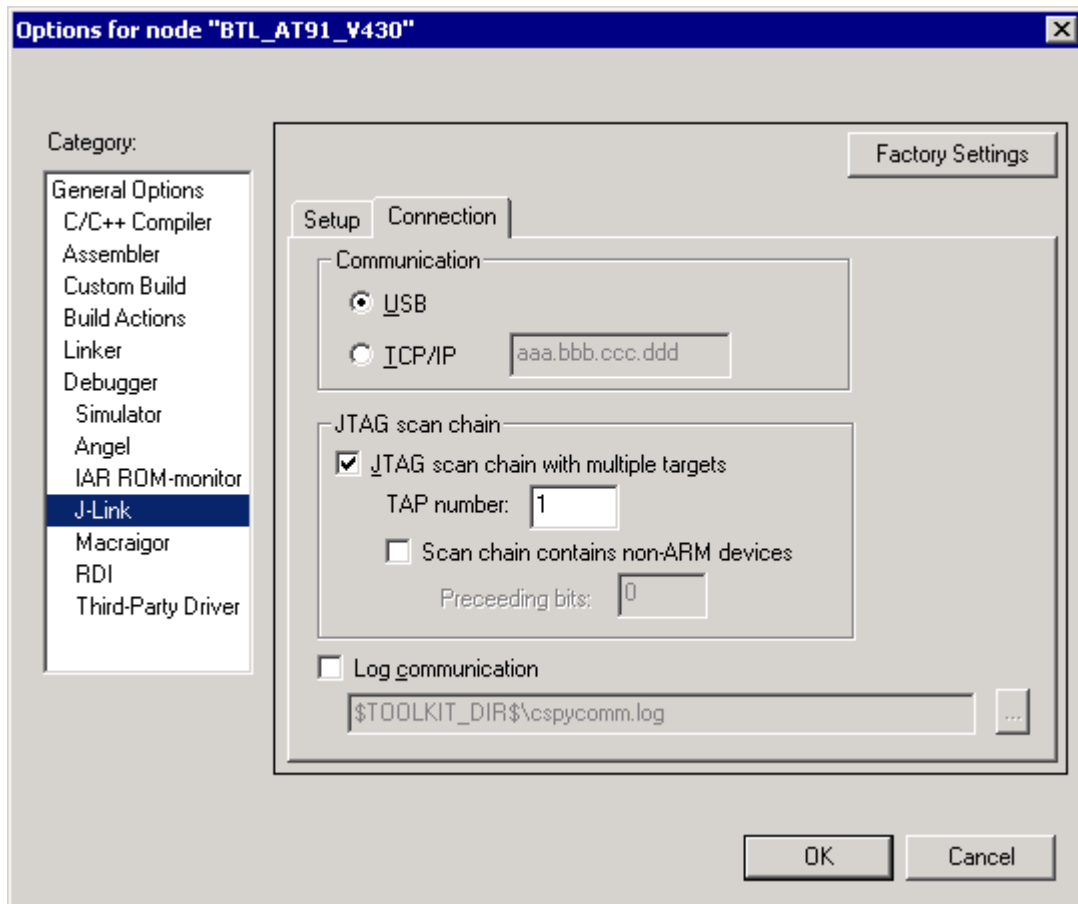 Options for node "BTL_AT91_V430"
Category:
General Options
C/C++ Compiler
Assembler
Custom Build
Build Actions
Linker
Debugger
Simulator
Angel
IAR ROM-monitor
J-Link
Macraigor
RDI
Third-Party Driver
Factory Settings
Setup Connection
Communication
USB
TCP/IP aaa.bbb.ccc.ddd
JTAG scan chain
JTAG scan chain with multiple targets
TAP number: 1
Scan chain contains non-ARM devices
Preceeding bits: 0
Log communication
$TOOLKIT_DIR$\cspycomm.log ...
OK Cancel